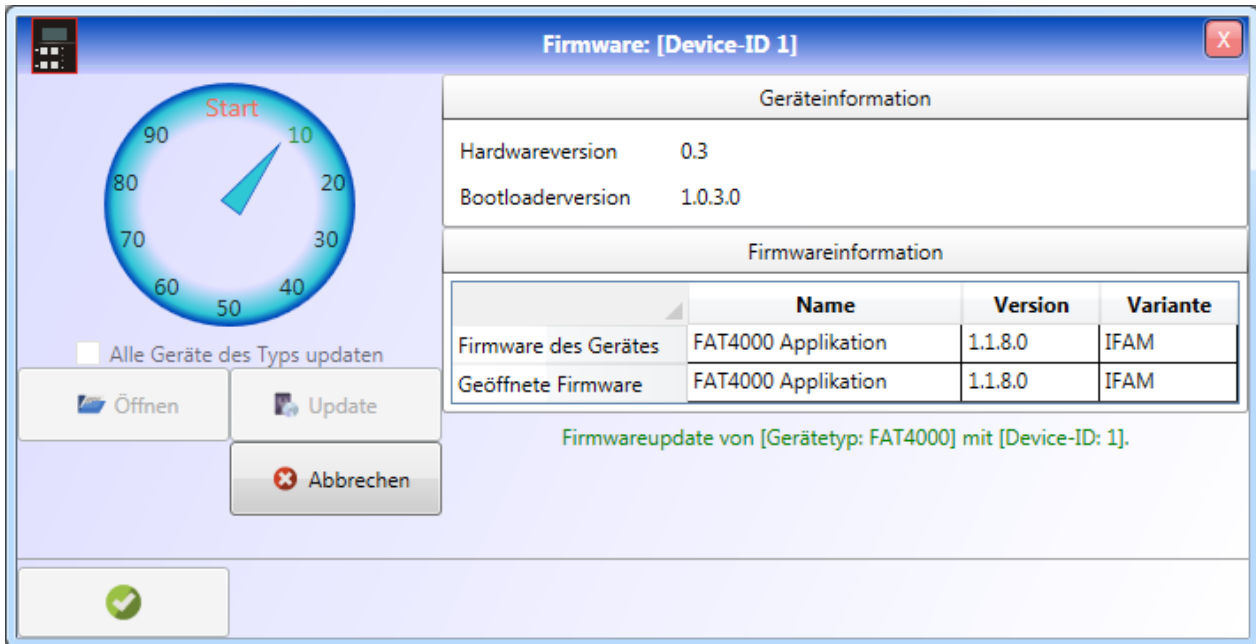 Firmware: [Device-ID 1]
X
Start
10
20
30
40
50
60
70
80
90
Alle Geräte des Typs updaten
Öffnen
Update
Abbrechen
Geräteinformation
Hardwareversion 0.3
Bootloaderversion 1.0.3.0
Firmwareinformation
Name Version Variante
Firmware des Gerätes FAT4000 Applikation 1.1.8.0 IFAM
Geöffnete Firmware FAT4000 Applikation 1.1.8.0 IFAM
Firmwareupdate von [Gerätetyp: FAT4000] mit [Device-ID: 1].